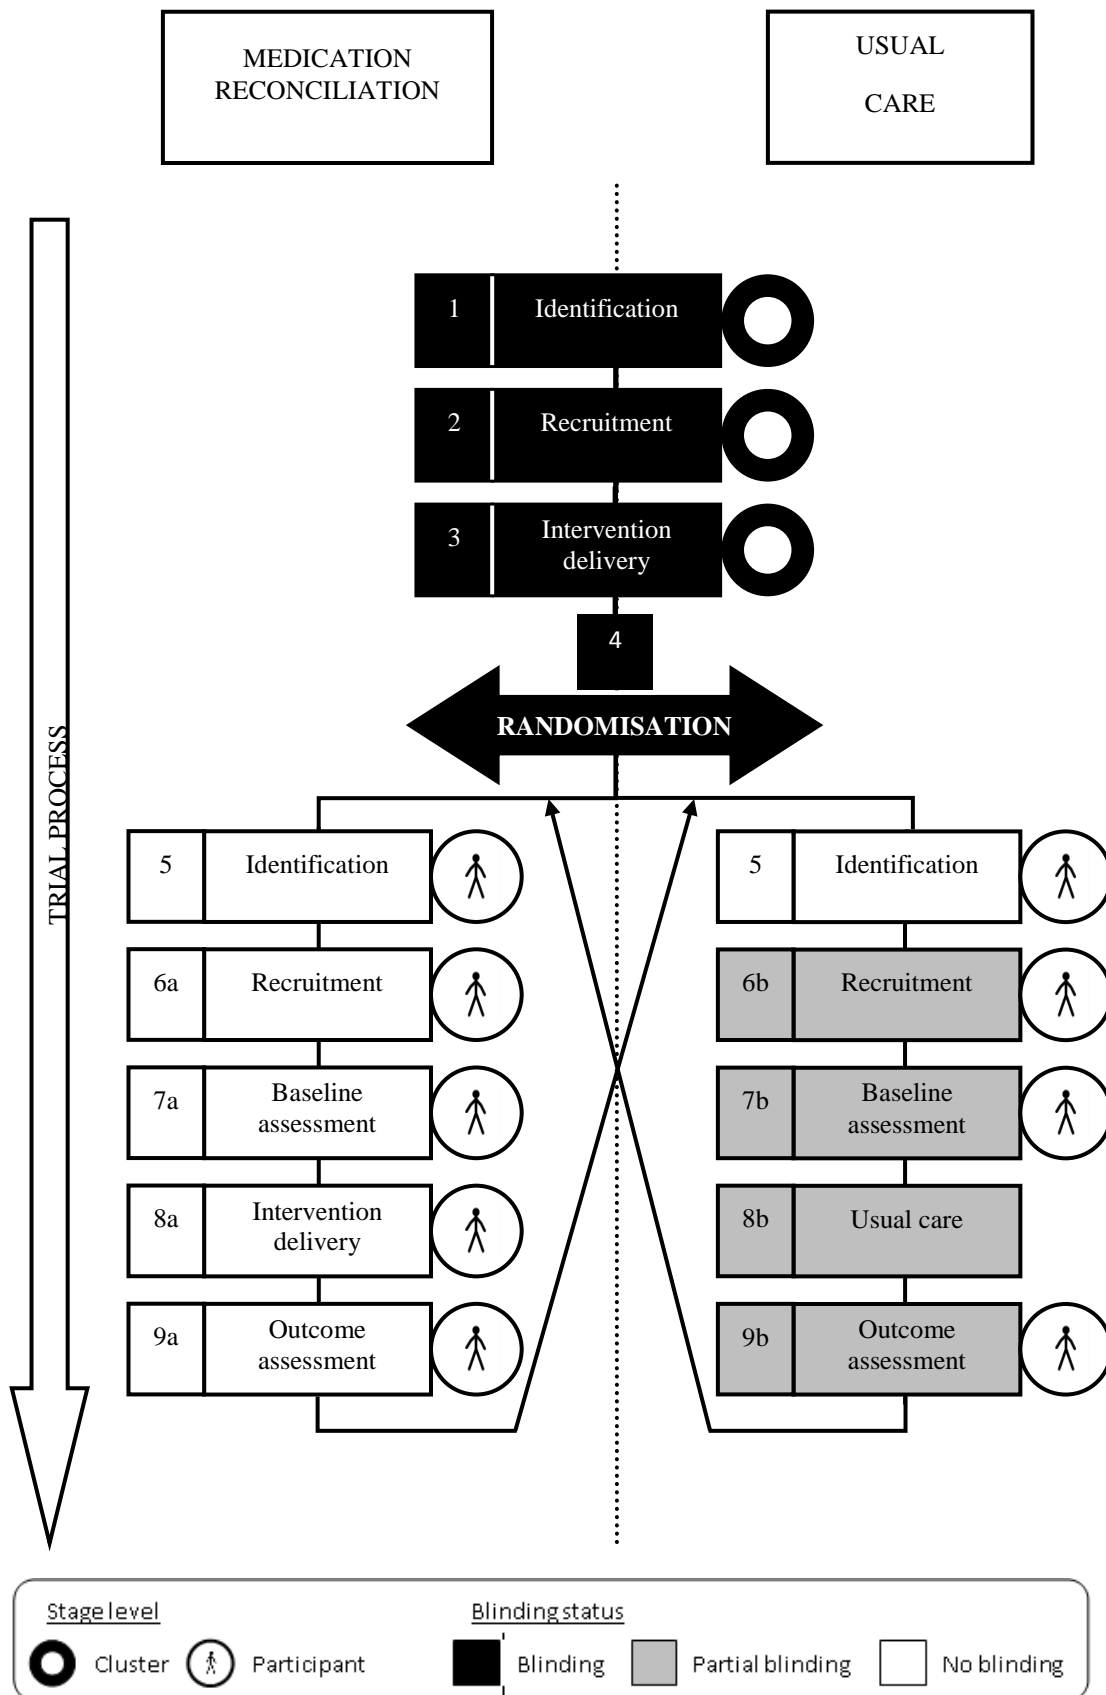 MEDICATION
RECONCILIATION
USUAL
CARE
TRIAL PROCESS
1
Identification
2
Recruitment
3
Intervention
delivery
4
RANDOMISATION
5
Identification
6a
Recruitment
7a
Baseline
assessment
8a
Intervention
delivery
9a
Outcome
assessment
5
Identification
6b
Recruitment
7b
Baseline
assessment
8b
Usual care
9b
Outcome
assessment
Stage level
Cluster
Participant
Blinding status
Blinding
Partial blinding
No blinding